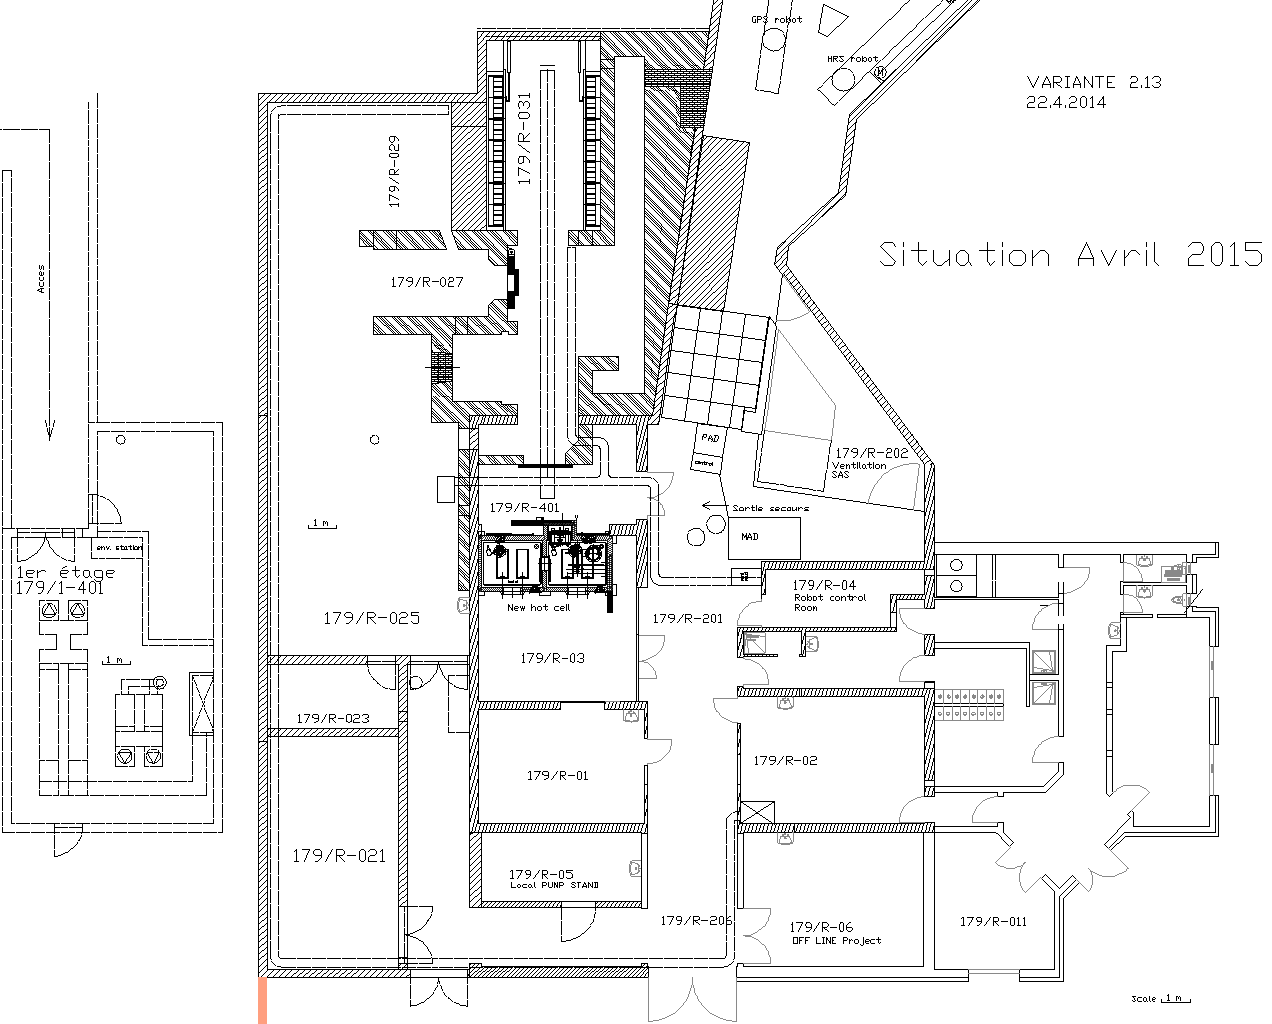 GPS robot
HRS robot
M
VARIANTE 2.13
22.4.2014
179/R-031
179/R-029
Situation Avril 2015
Acces
179/R-027
PAD
control
179/R-202
Ventilation
SAS
179/R-401
Sortie secours
1 m
MAD
env. station
1er étage
179/1-401
New hot cell
179/R-04
Robot control
Room
179/R-025
179/R-201
1 m
179/R-03
179/R-023
179/R-01
179/R-02
179/R-021
179/R-05
Local PUNP STAND
179/R-206
179/R-06
OFF LINE Project
179/R-011
Scale 1 m